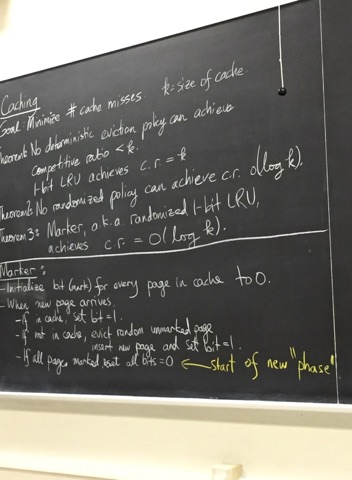 Caching
Goal: Minimize # cache misses. k = size of cache.
Theorem 1: No deterministic eviction policy can achieve
competitive ratio < k.
1-bit LRU achieves c.r. = k
Theorem 2: No randomized policy can achieve c.r. o(log k).
Theorem 3: Marker, a.k.a. randomized 1-bit LRU,
achieves c.r. = O(log k).
Marker:
- Initialize bit (mark) for every page in cache to 0.
- When new page arrives,
- If in cache, set bit = 1.
- If not in cache, evict random unmarked page
insert new page and set bit = 1.
- If all pages marked reset all bits = 0 ← start of new "phase"